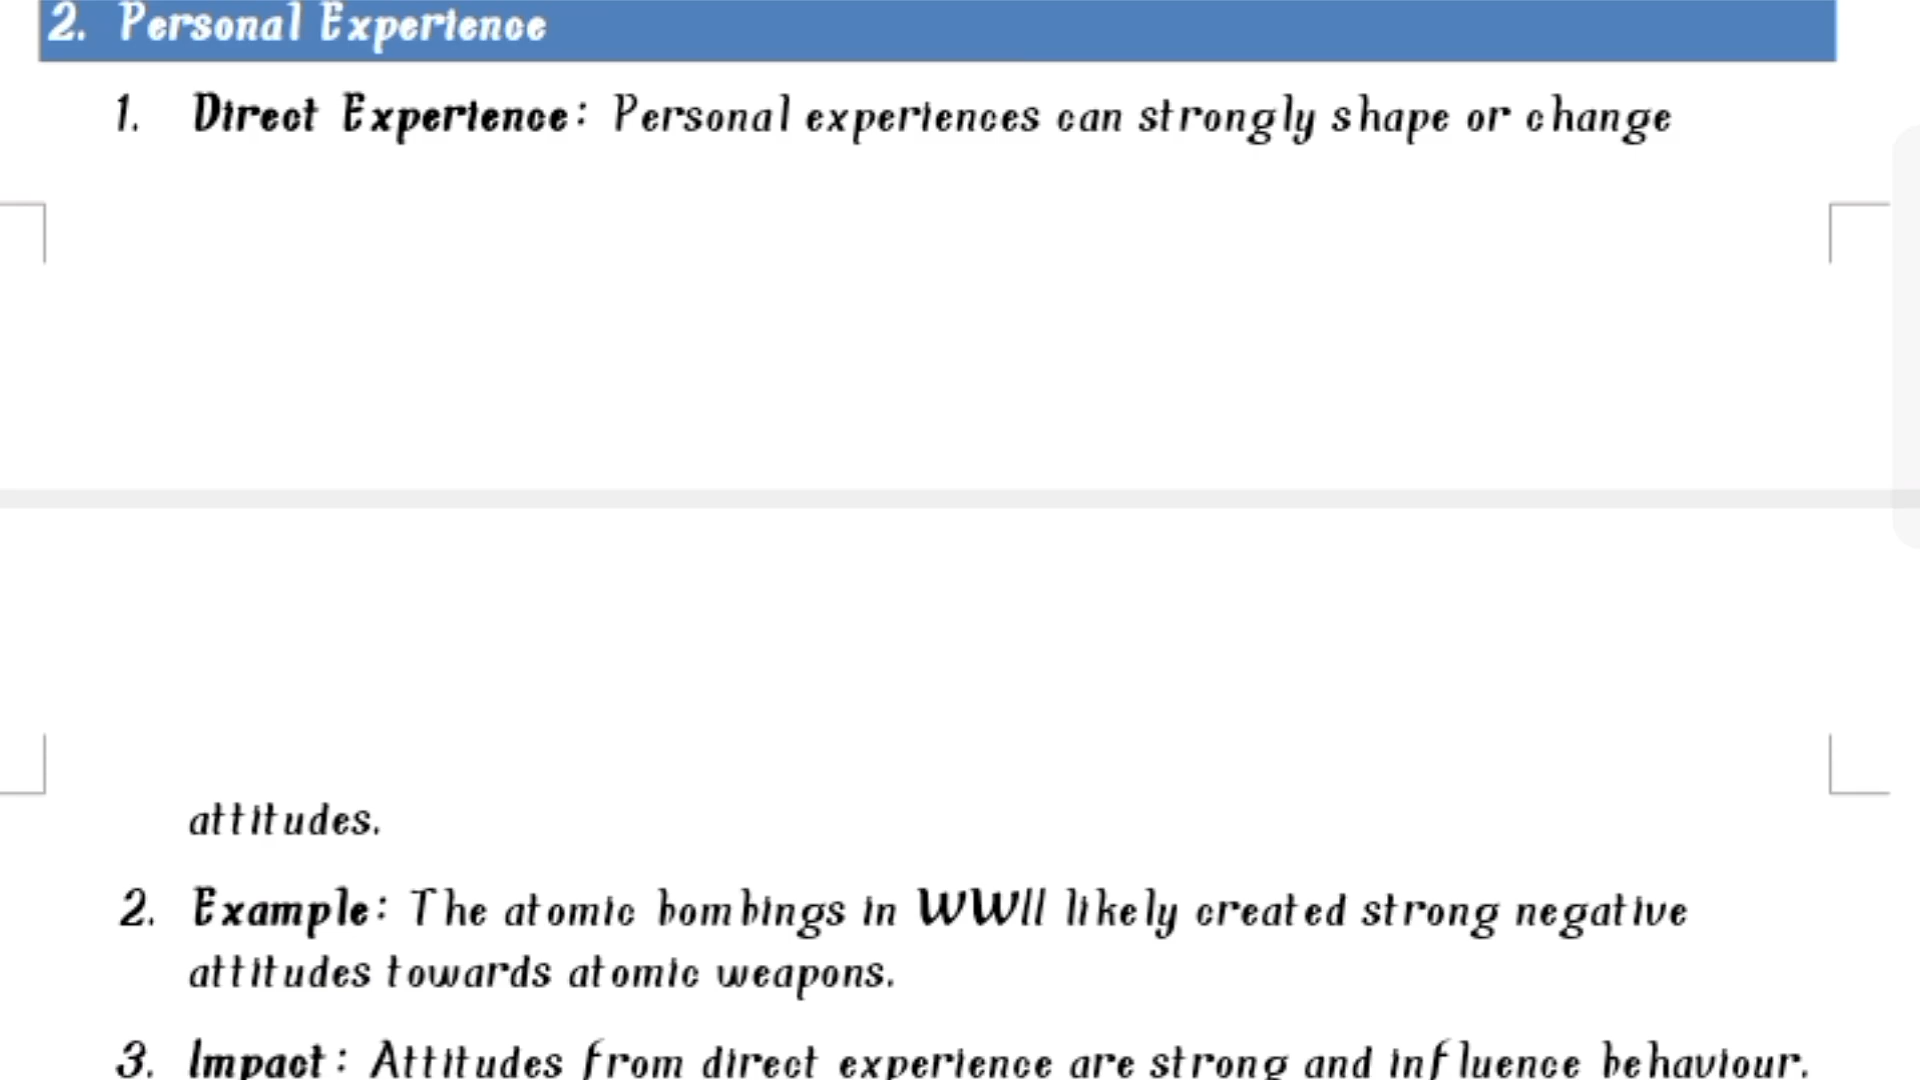 2. Personal Experience
1. Direct Experience: Personal experiences can strongly shape or change
attitudes.
2. Example: The atomic bombings in WWll likely created strong negative
attitudes towards atomic weapons.
3. Impact: Attitudes from direct experience are strong and influence behaviour.